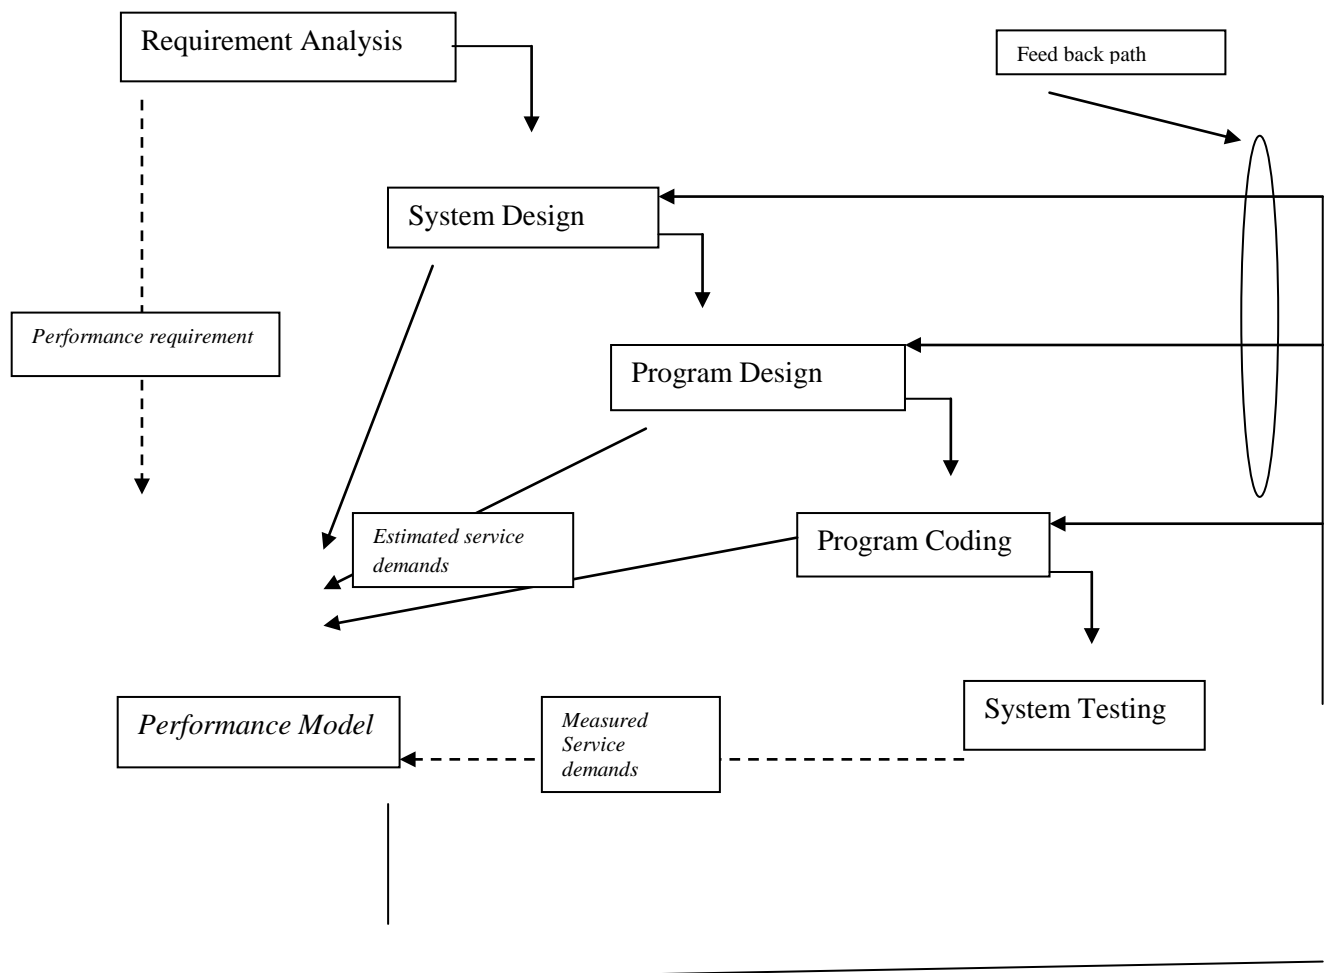 Requirement Analysis
Feed back path
System Design
Performance requirement
Program Design
Estimated service
demands
Program Coding
Performance Model
Measured
Service
demands
System Testing